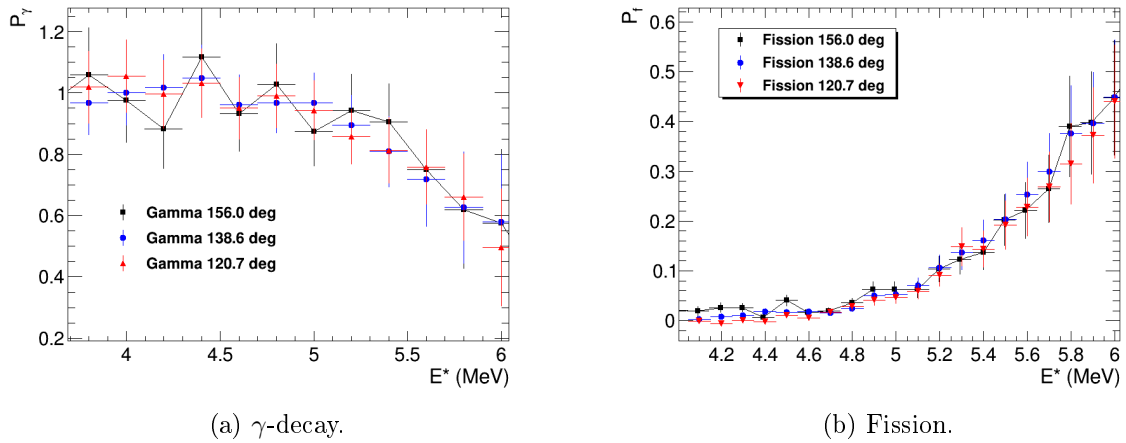 P_γ
1.2
1
0.8
0.6
0.4
0.2
Gamma 156.0 deg
Gamma 138.6 deg
Gamma 120.7 deg
4 4.5 5 5.5 6
E* (MeV)
(a) γ-decay.
P_f
0.6
0.5
0.4
0.3
0.2
0.1
0
Fission 156.0 deg
Fission 138.6 deg
Fission 120.7 deg
4.2 4.4 4.6 4.8 5 5.2 5.4 5.6 5.8 6
E* (MeV)
(b) Fission.